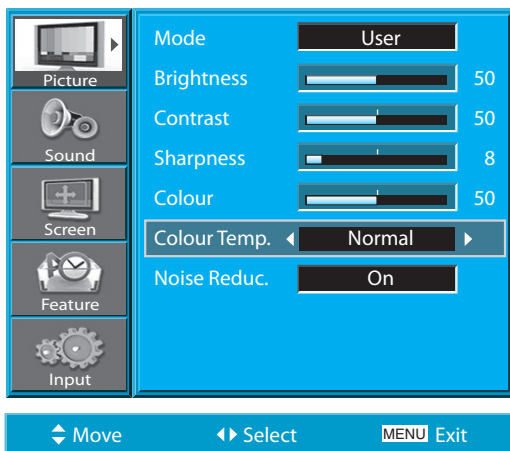 Picture
Sound
Screen
Feature
Input
Mode User
Brightness 50
Contrast 50
Sharpness 8
Colour 50
Colour Temp. Normal
Noise Reduc. On
Move Select MENU Exit